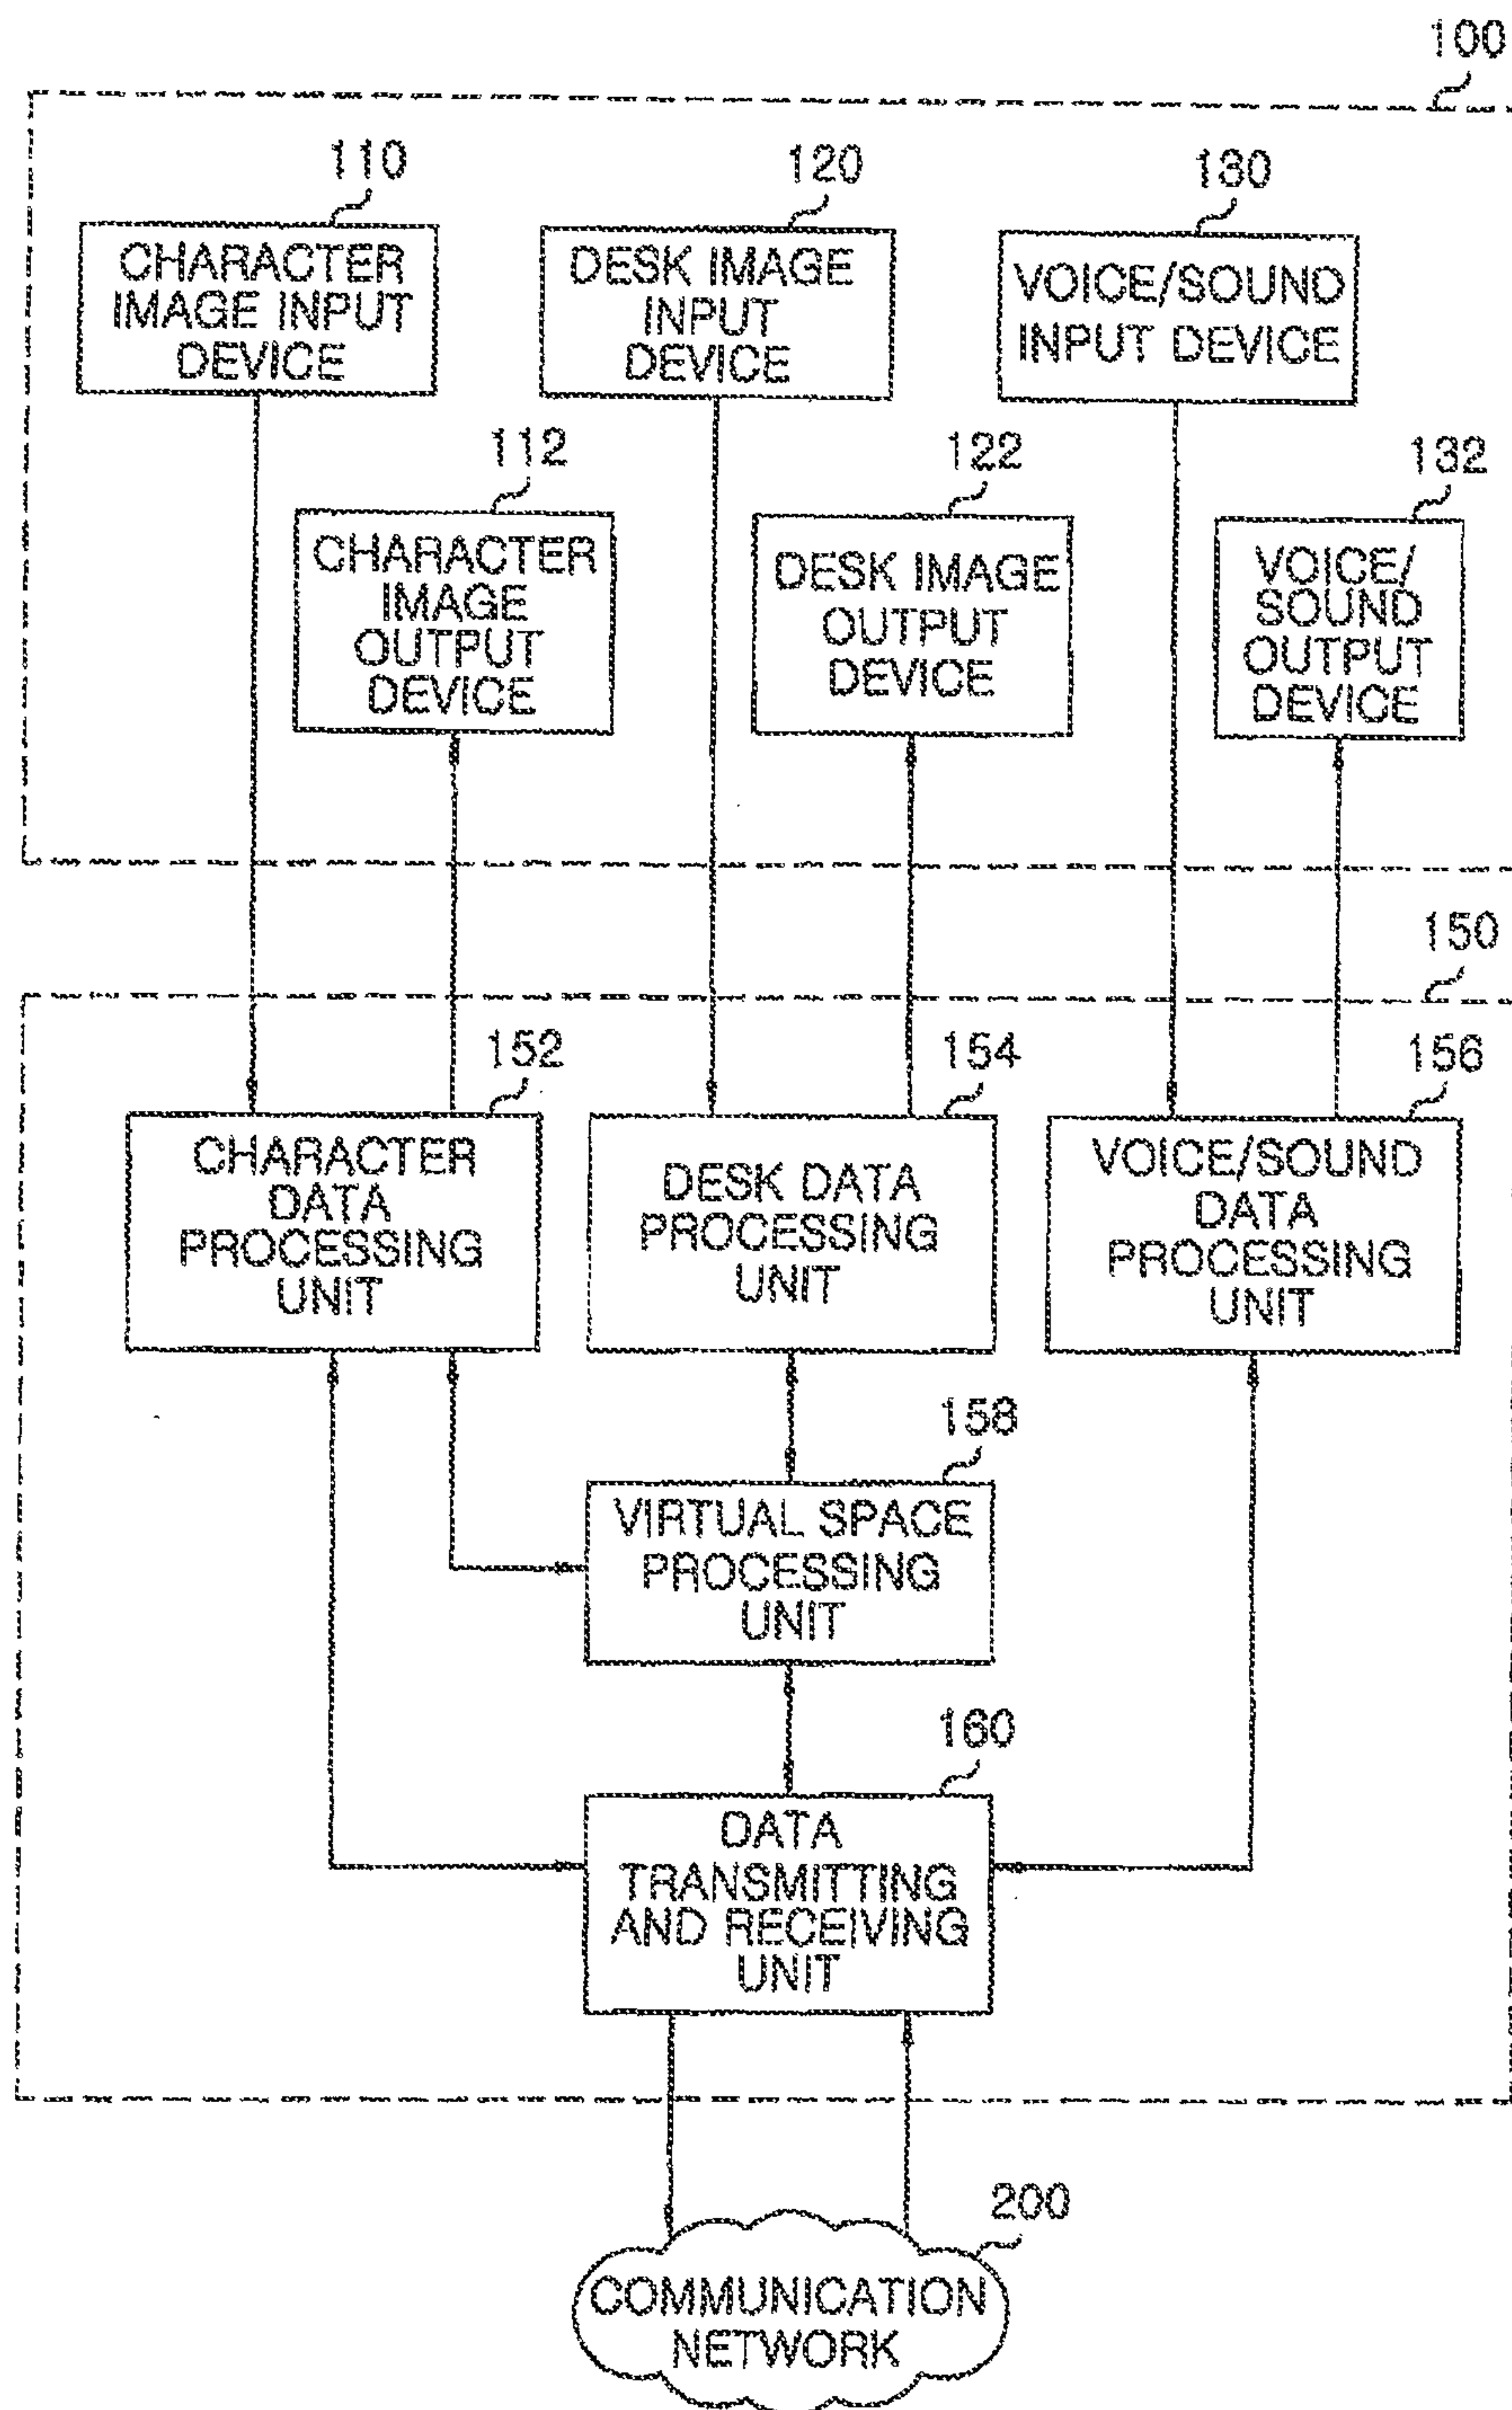 100
110
CHARACTER
IMAGE INPUT
DEVICE
120
DESK IMAGE
INPUT
DEVICE
130
VOICE/SOUND
INPUT DEVICE
112
CHARACTER
IMAGE
OUTPUT
DEVICE
122
DESK IMAGE
OUTPUT
DEVICE
132
VOICE/
SOUND
OUTPUT
DEVICE
150
152
CHARACTER
DATA
PROCESSING
UNIT
154
DESK DATA
PROCESSING
UNIT
156
VOICE/SOUND
DATA
PROCESSING
UNIT
158
VIRTUAL SPACE
PROCESSING
UNIT
160
DATA
TRANSMITTING
AND RECEIVING
UNIT
200
COMMUNICATION
NETWORK